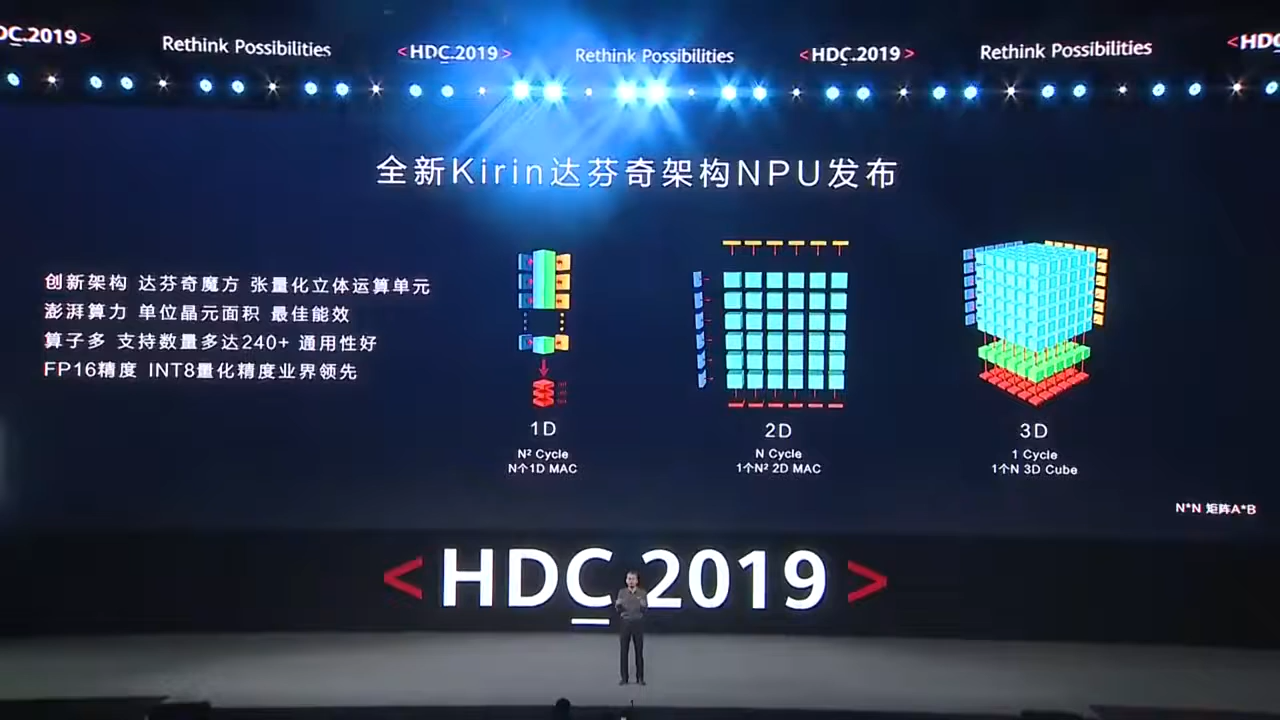 DC.2019>
Rethink Possibilities
<HDC.2019>
Rethink Possibilities
<HDC.2019>
Rethink Possibilities
<HDC
全新Kirin达芬奇架构NPU发布
创新架构 达芬奇魔方 张量化立体运算单元
澎湃算力 单位晶元面积 最佳能效
算子多 支持数量多达240+ 通用性好
FP16精度 INT8量化精度业界领先
1D
N² Cycle
N个1D MAC
2D
N Cycle
1个N² 2D MAC
3D
1 Cycle
1个N 3D Cube
N*N 矩阵A*B
<HDC 2019>